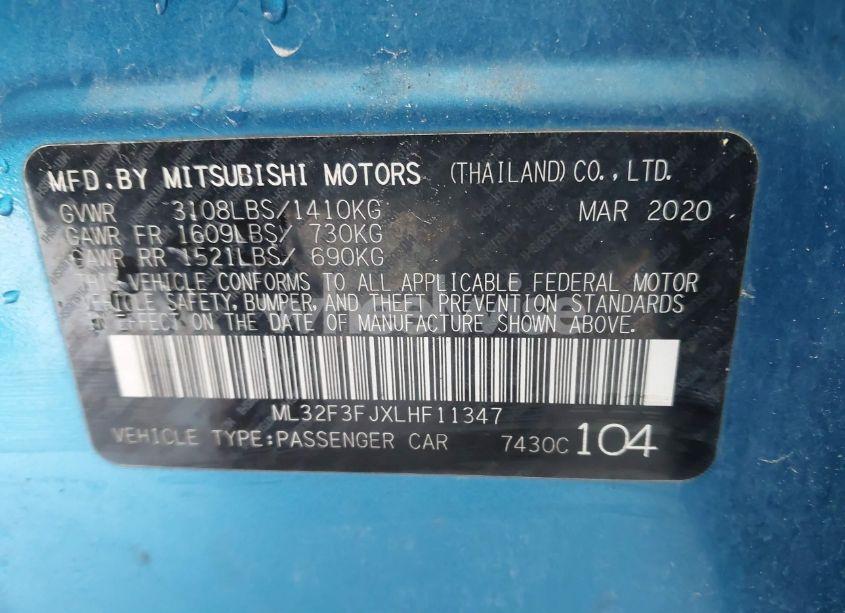 MFD.BY MITSUBISHI MOTORS (THAILAND) CO., LTD.
GVWR 3108LBS/1410KG MAR 2020
GAWR FR 1609LBS/ 730KG
GAWR RR 1521LBS/ 690KG
THIS VEHICLE CONFORMS TO ALL APPLICABLE FEDERAL MOTOR
VEHICLE SAFETY, BUMPER, AND THEFT PREVENTION STANDARDS
IN EFFECT ON THE DATE OF MANUFACTURE SHOWN ABOVE.
ML32F3FJXLHF11347
VEHICLE TYPE:PASSENGER CAR 7430C 104